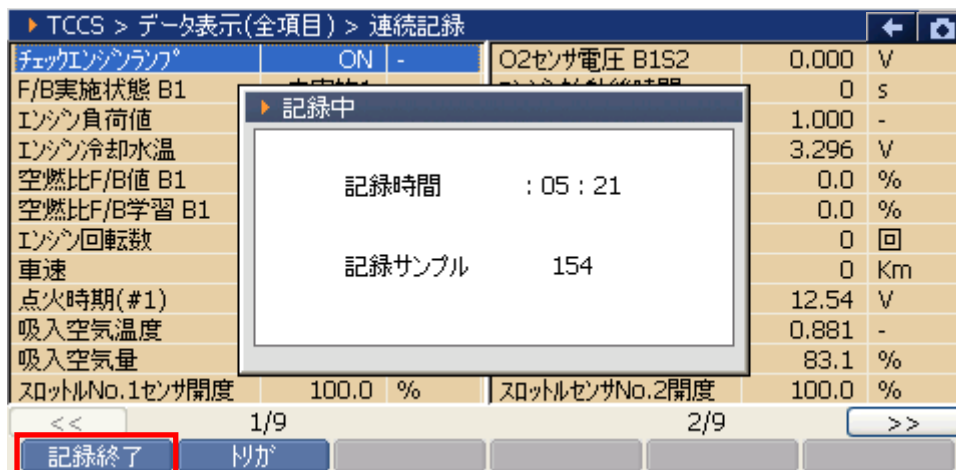 TCCS > データ表示(全項目) > 連続記録
ﾁｪｯｸｴﾝｼﾞﾝﾗﾝﾌﾟ ON - O2センサ電圧 B1S2 0.000 V
F/B実施状態 B1 0 s
ｴﾝｼﾞﾝ負荷値 1.000 -
ｴﾝｼﾞﾝ冷却水温 3.296 V
空燃比F/B値 B1 0.0 %
空燃比F/B学習 B1 0.0 %
ｴﾝｼﾞﾝ回転数 0 回
車速 0 Km
点火時期(#1) 12.54 V
吸入空気温度 0.881 -
吸入空気量 83.1 %
ｽﾛｯﾄﾙNo.1ｾﾝｻ開度 100.0 % ｽﾛｯﾄﾙｾﾝｻNo.2開度 100.0 %
記録中
記録時間 :05:21
記録サンプル 154
<< 1/9 2/9 >>
記録終了 ﾄﾘｶﾞ